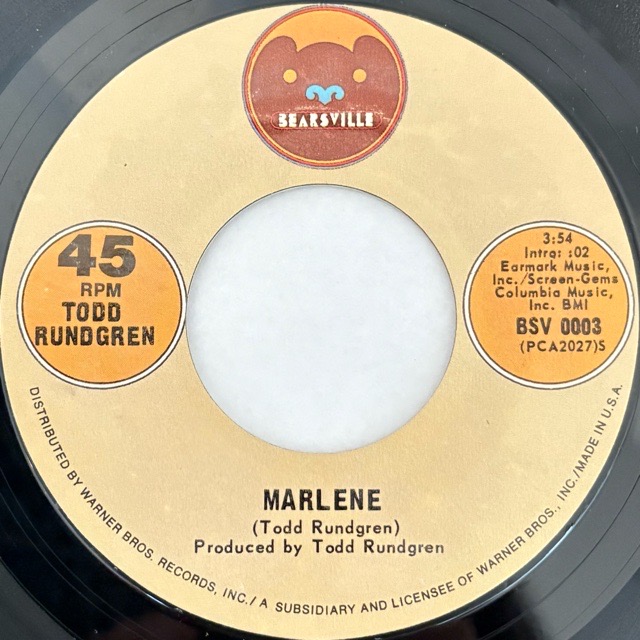 BEARSVILLE
45
RPM
TODD
RUNDGREN
3:54
Intro: :02
Earmark Music,
Inc./Screen-Gems
Columbia Music,
Inc. BMI
BSV 0003
(PCA2027)S
MARLENE
(Todd Rundgren)
Produced by Todd Rundgren
DISTRIBUTED BY WARNER BROS. RECORDS, INC./ A SUBSIDIARY AND LICENSEE OF WARNER BROS., INC./MADE IN U.S.A.